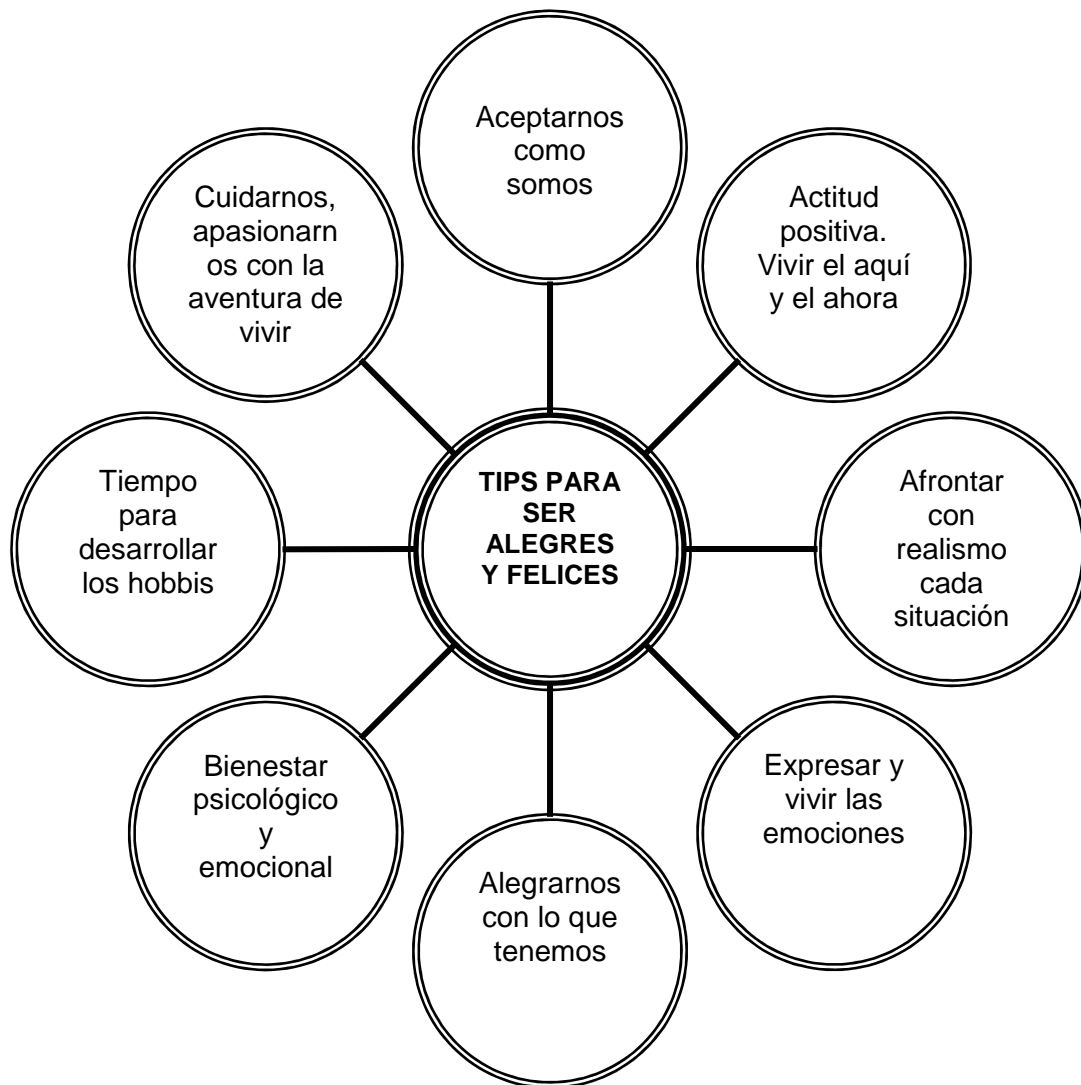 Aceptarnos
como
somos
Actitud
positiva.
Vivir el aquí
y el ahora
Afrontar
con
realismo
cada
situación
Expresar y
vivir las
emociones
Alegrarnos
con lo que
tenemos
Bienestar
psicológico
y
emocional
Tiempo
para
desarrollar
los hobbis
Cuidarnos,
apasionarn
os con la
aventura de
vivir
TIPS PARA
SER
ALEGRES
Y FELICES